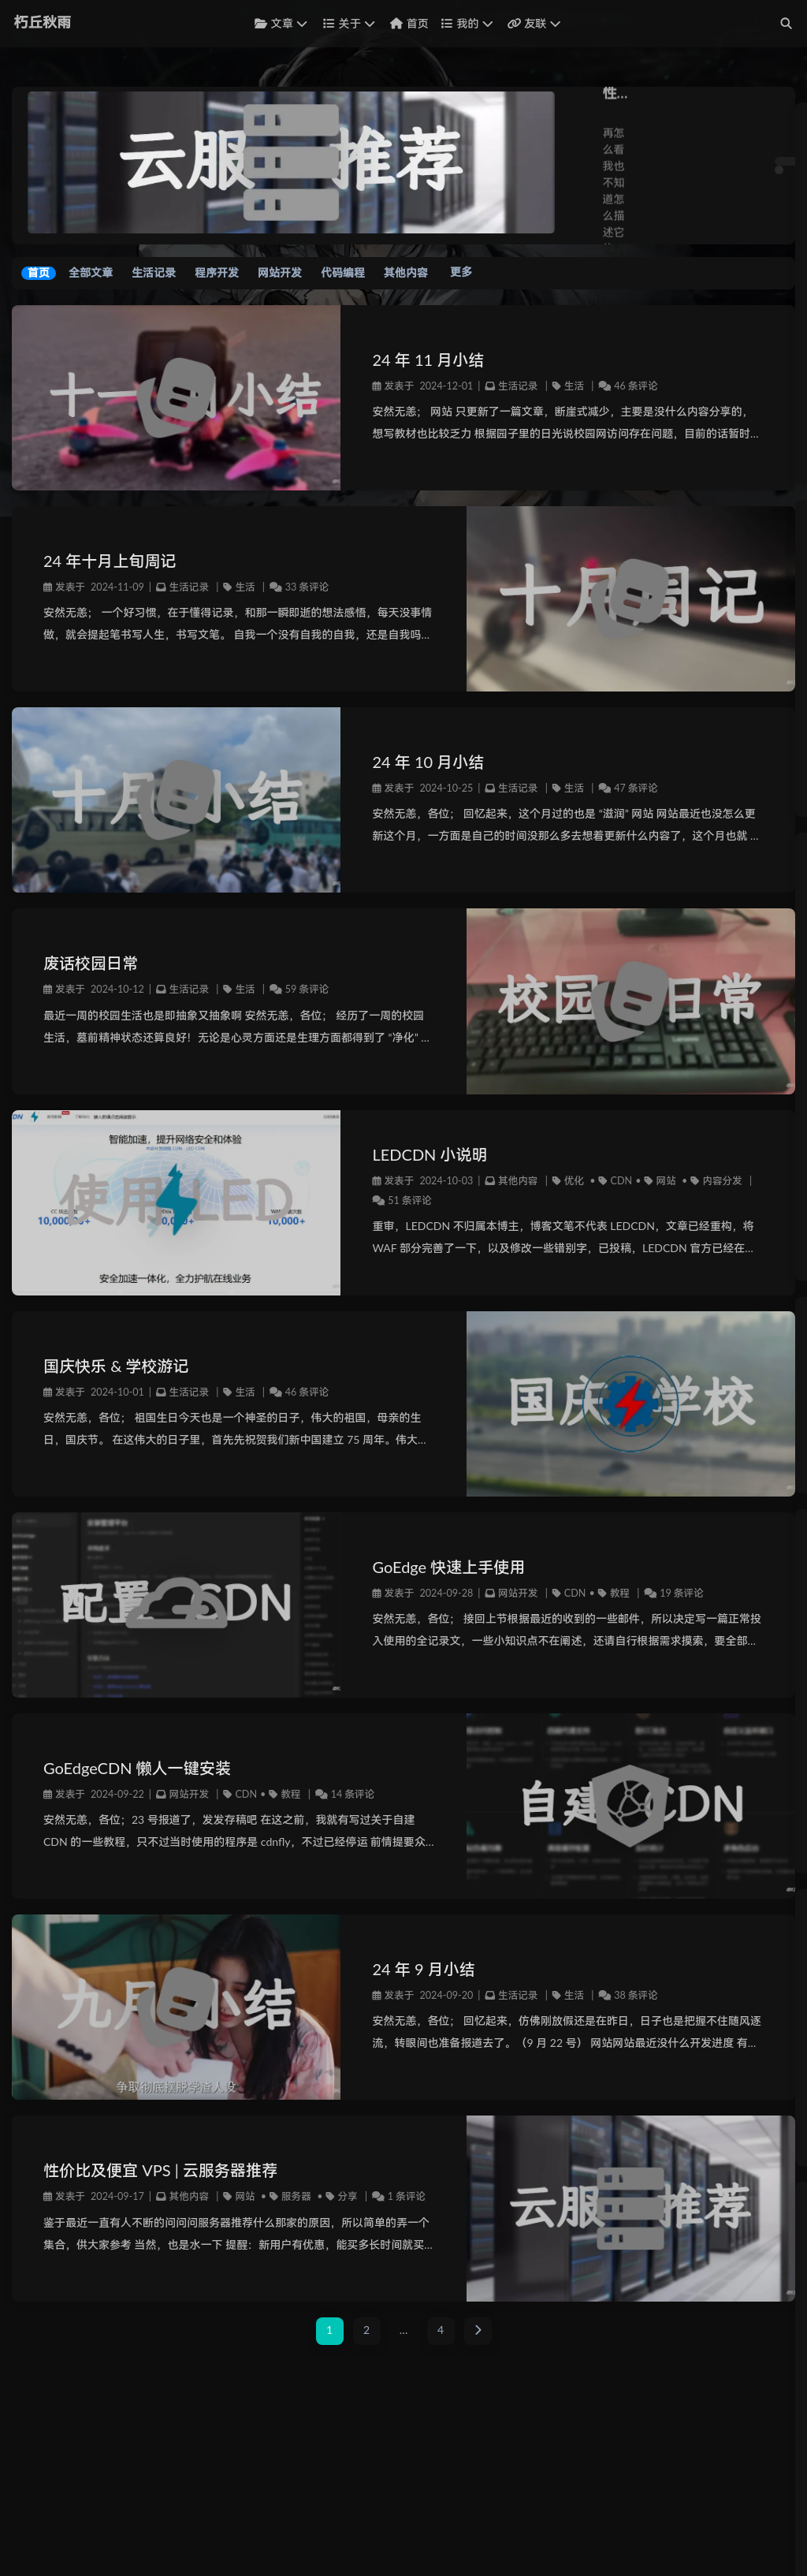 朽丘秋雨
文章 关于 首页 我的 友联
云服 推荐
性...
再怎
么看
我也
不知
道怎
么描
述它
首页 全部文章 生活记录 程序开发 网站开发 代码编程 其他内容 更多
十一 小结
24 年 11 月小结
发表于 2024-12-01 | 生活记录 | 生活 | 46 条评论
安然无恙； 网站 只更新了一篇文章，断崖式减少，主要是没什么内容分享的，
想写教材也比较乏力 根据园子里的日光说校园网访问存在问题，目前的话暂时...
24 年十月上旬周记
发表于 2024-11-09 | 生活记录 | 生活 | 33 条评论
安然无恙； 一个好习惯，在于懂得记录，和那一瞬即逝的想法感悟，每天没事情
做，就会提起笔书写人生，书写文笔。 自我一个没有自我的自我，还是自我吗...
十月 周记
十月 小结
24 年 10 月小结
发表于 2024-10-25 | 生活记录 | 生活 | 47 条评论
安然无恙，各位； 回忆起来，这个月过的也是 “滋润” 网站 网站最近也没怎么更
新这个月，一方面是自己的时间没那么多去想着更新什么内容了，这个月也就 ...
废话校园日常
发表于 2024-10-12 | 生活记录 | 生活 | 59 条评论
最近一周的校园生活也是即抽象又抽象啊 安然无恙，各位； 经历了一周的校园
生活，墓前精神状态还算良好！无论是心灵方面还是生理方面都得到了 “净化” ...
校园 日常
智能加速，提升网络安全和体验
使用 LED
10,000+
安全加速一体化，全力护航在线业务
LEDCDN 小说明
发表于 2024-10-03 | 其他内容 | 优化 • CDN • 网站 • 内容分发 |
51 条评论
重审，LEDCDN 不归属本博主，博客文笔不代表 LEDCDN，文章已经重构，将
WAF 部分完善了一下，以及修改一些错别字，已投稿，LEDCDN 官方已经在...
国庆快乐 & 学校游记
发表于 2024-10-01 | 生活记录 | 生活 | 46 条评论
安然无恙，各位； 祖国生日今天也是一个神圣的日子，伟大的祖国，母亲的生
日，国庆节。 在这伟大的日子里，首先先祝贺我们新中国建立 75 周年。伟大...
国庆 学校
配置 CDN
GoEdge 快速上手使用
发表于 2024-09-28 | 网站开发 | CDN • 教程 | 19 条评论
安然无恙，各位； 接回上节根据最近的收到的一些邮件，所以决定写一篇正常投
入使用的全记录文，一些小知识点不在阐述，还请自行根据需求摸索，要全部...
GoEdgeCDN 懒人一键安装
发表于 2024-09-22 | 网站开发 | CDN • 教程 | 14 条评论
安然无恙，各位；23 号报道了，发发存稿吧 在这之前，我就有写过关于自建
CDN 的一些教程，只不过当时使用的程序是 cdnfly，不过已经停运 前情提要众...
自建 CDN
九月 小结
争取彻底摆脱学渣人设
24 年 9 月小结
发表于 2024-09-20 | 生活记录 | 生活 | 38 条评论
安然无恙，各位； 回忆起来，仿佛刚放假还是在昨日，日子也是把握不住随风逐
流，转眼间也准备报道去了。（9 月 22 号） 网站网站最近没什么开发进度 有...
性价比及便宜 VPS | 云服务器推荐
发表于 2024-09-17 | 其他内容 | 网站 • 服务器 • 分享 | 1 条评论
鉴于最近一直有人不断的问问问服务器推荐什么那家的原因，所以简单的弄一个
集合，供大家参考 当然，也是水一下 提醒：新用户有优惠，能买多长时间就买...
云服 推荐
1 2 ... 4